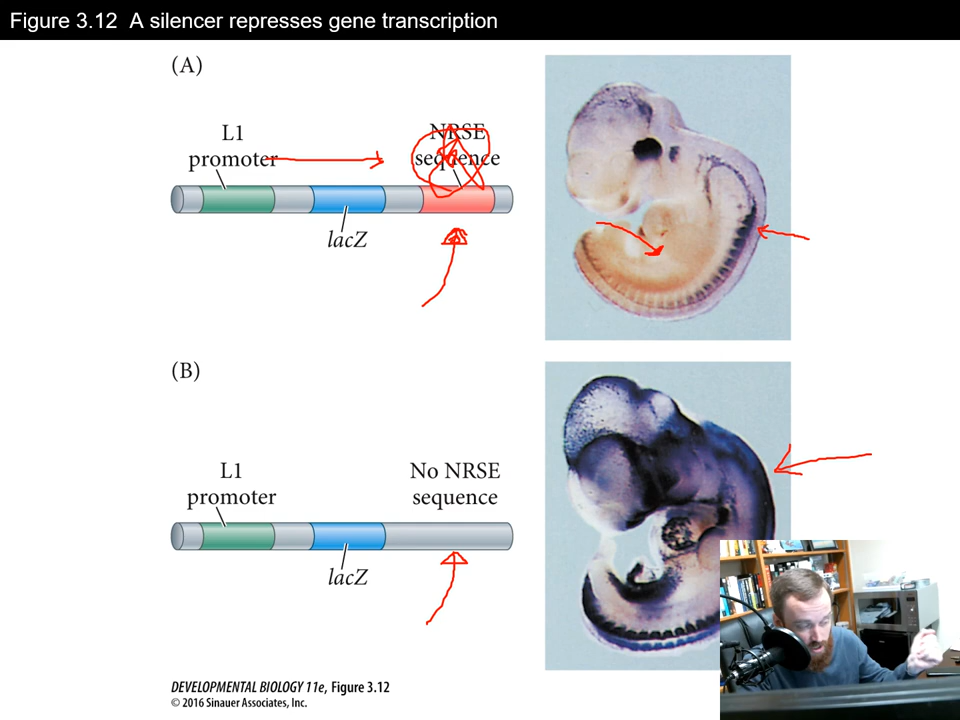 Figure 3.12 A silencer represses gene transcription
(A)
L1
promoter
NRSE
sequence
lacZ
(B)
L1
promoter
No NRSE
sequence
lacZ
DEVELOPMENTAL BIOLOGY 11e, Figure 3.12
© 2016 Sinauer Associates, Inc.